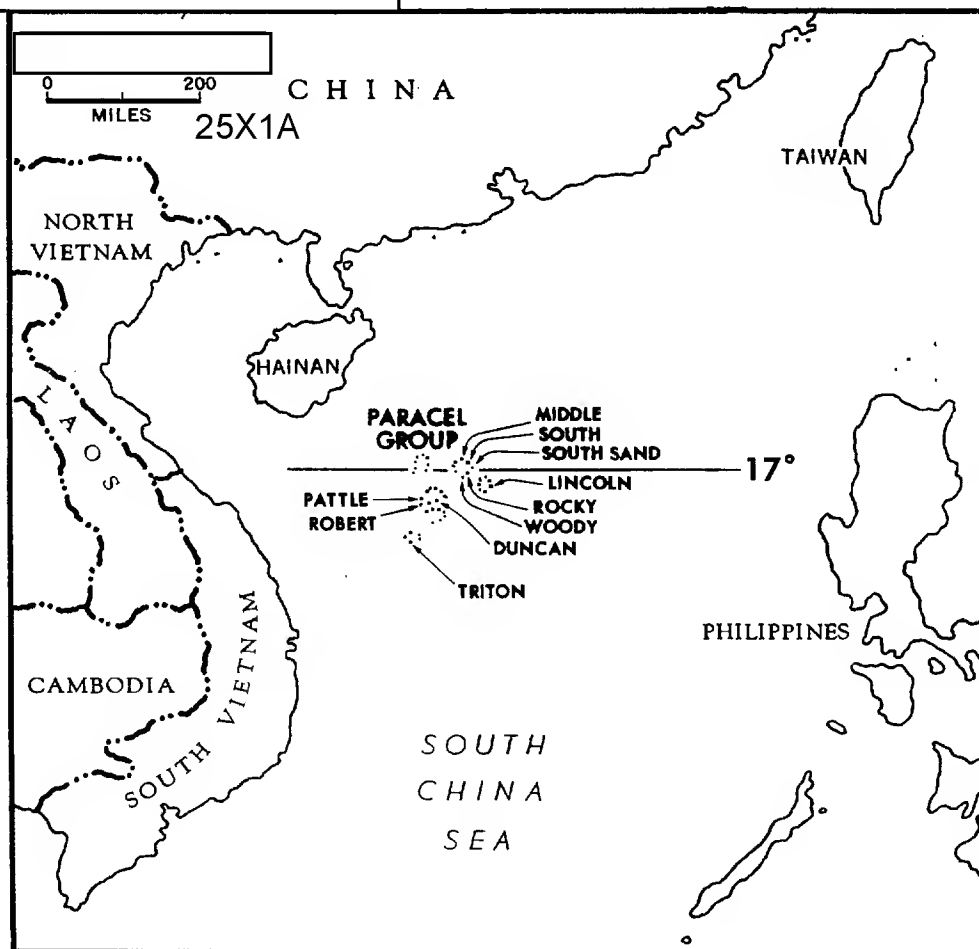 0 200
MILES
25X1A
CHINA
TAIWAN
NORTH
VIETNAM
HAINAN
LAOS
PARACEL
GROUP
MIDDLE
SOUTH
SOUTH SAND
17°
LINCOLN
PATTLE
ROBERT
ROCKY
WOODY
DUNCAN
TRITON
PHILIPPINES
CAMBODIA
SOUTH VIETNAM
SOUTH
CHINA
SEA